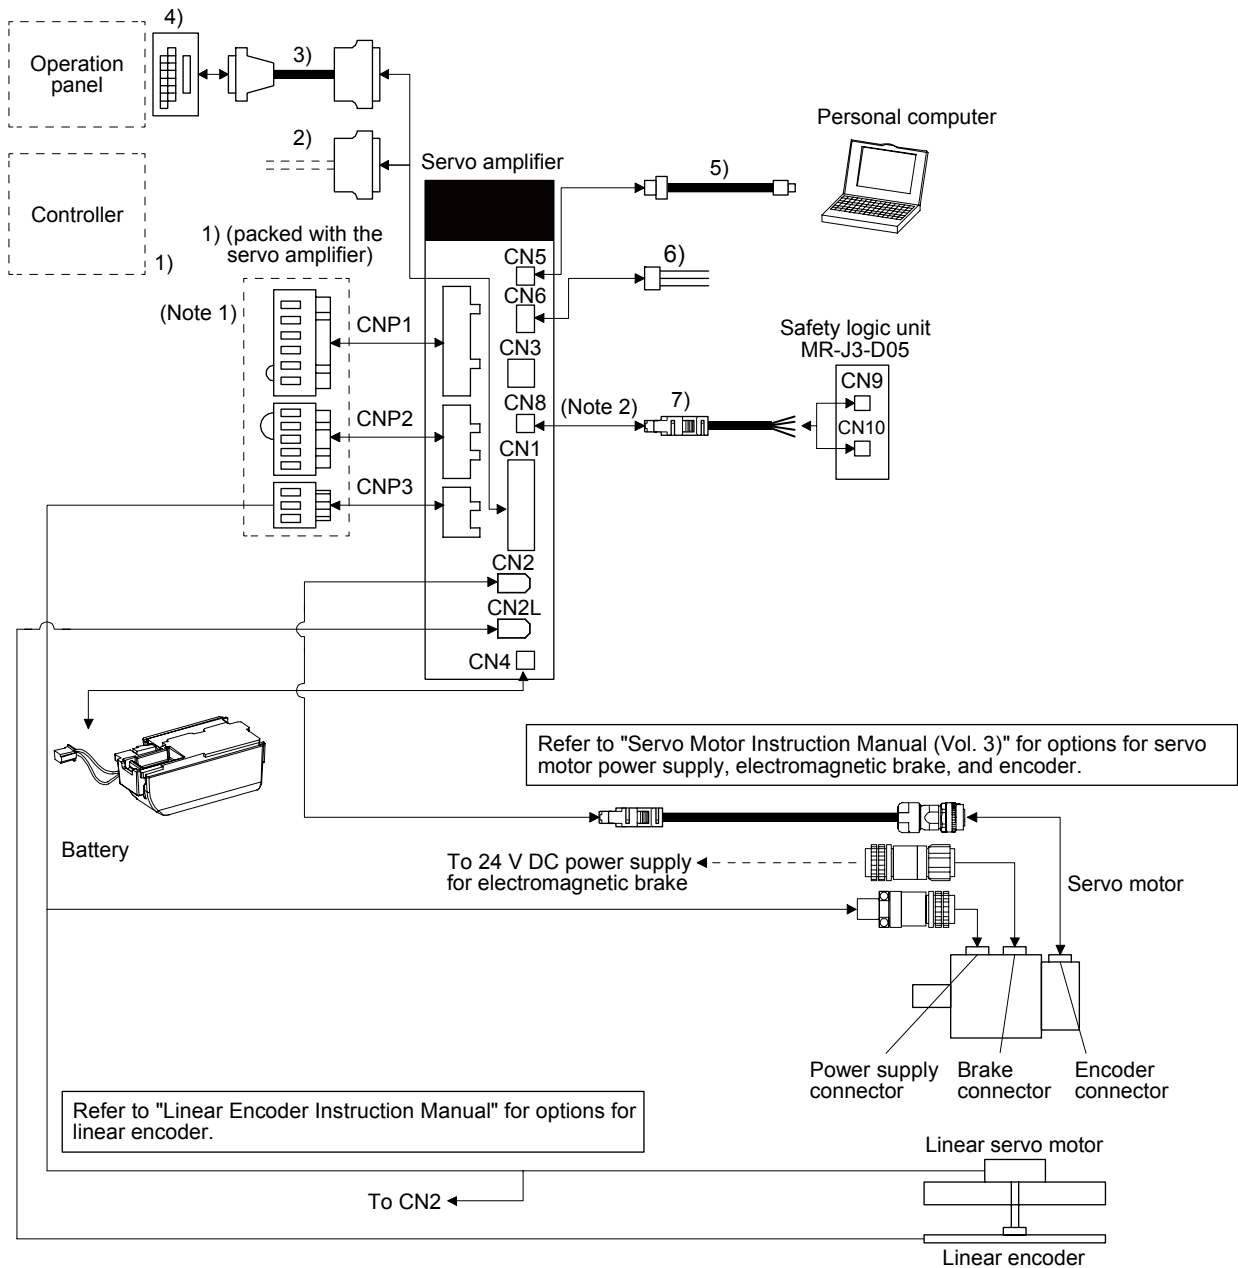 4)
Operation
panel
3)
2)
Controller
1)
Servo amplifier
Personal computer
5)
1) (packed with the
servo amplifier)
CN5
6)
CN6
(Note 1)
CNP1
CN3
Safety logic unit
MR-J3-D05
CN9
CN8
(Note 2)
7)
CN10
CNP2
CN1
CNP3
CN2
CN2L
CN4
Refer to "Servo Motor Instruction Manual (Vol. 3)" for options for servo
motor power supply, electromagnetic brake, and encoder.
Battery
To 24 V DC power supply
for electromagnetic brake
Servo motor
Power supply
connector
Brake
connector
Encoder
connector
Refer to "Linear Encoder Instruction Manual" for options for
linear encoder.
Linear servo motor
To CN2
Linear encoder